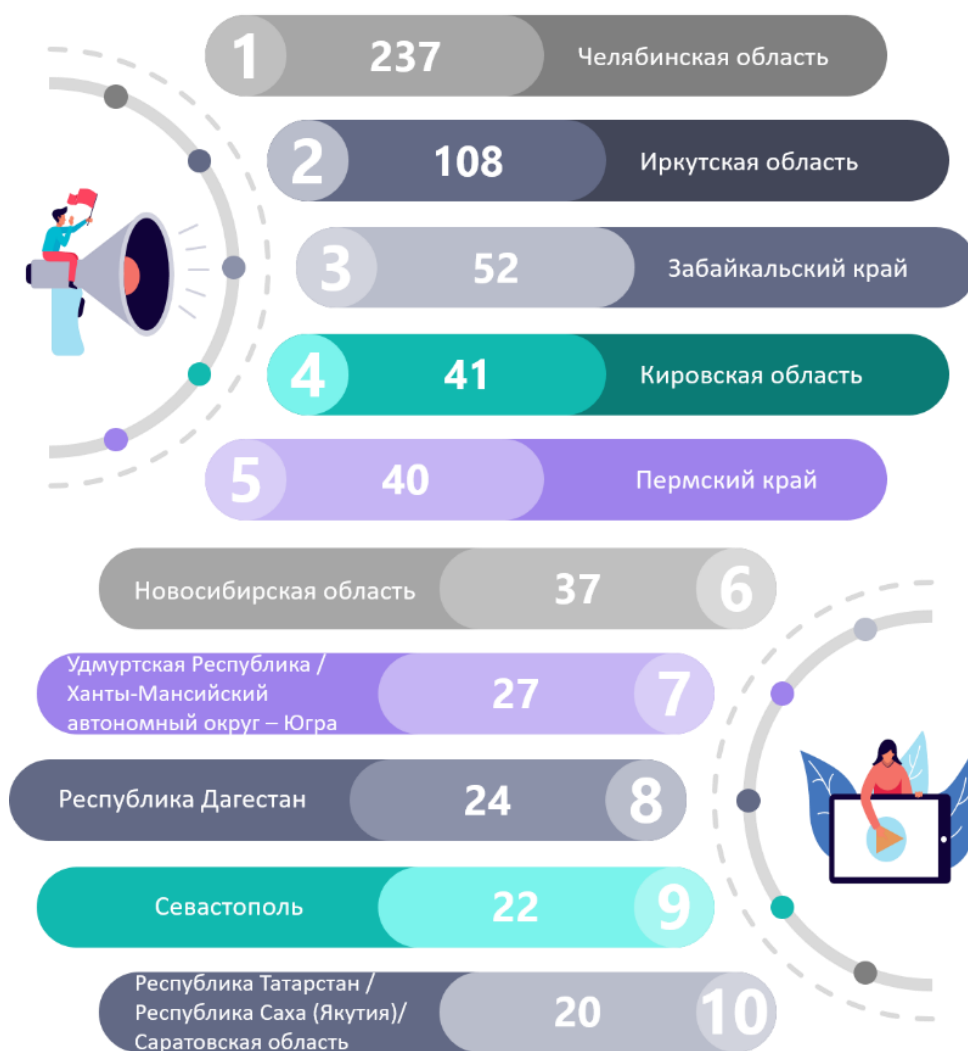 1 237 Челябинская область
2 108 Иркутская область
3 52 Забайкальский край
4 41 Кировская область
5 40 Пермский край
Новосибирская область 37 6
Удмуртская Республика /
Ханты-Мансийский
автономный округ – Югра
27 7
Республика Дагестан 24 8
Севастополь 22 9
Республика Татарстан /
Республика Саха (Якутия)/
Саратовская область
20 10